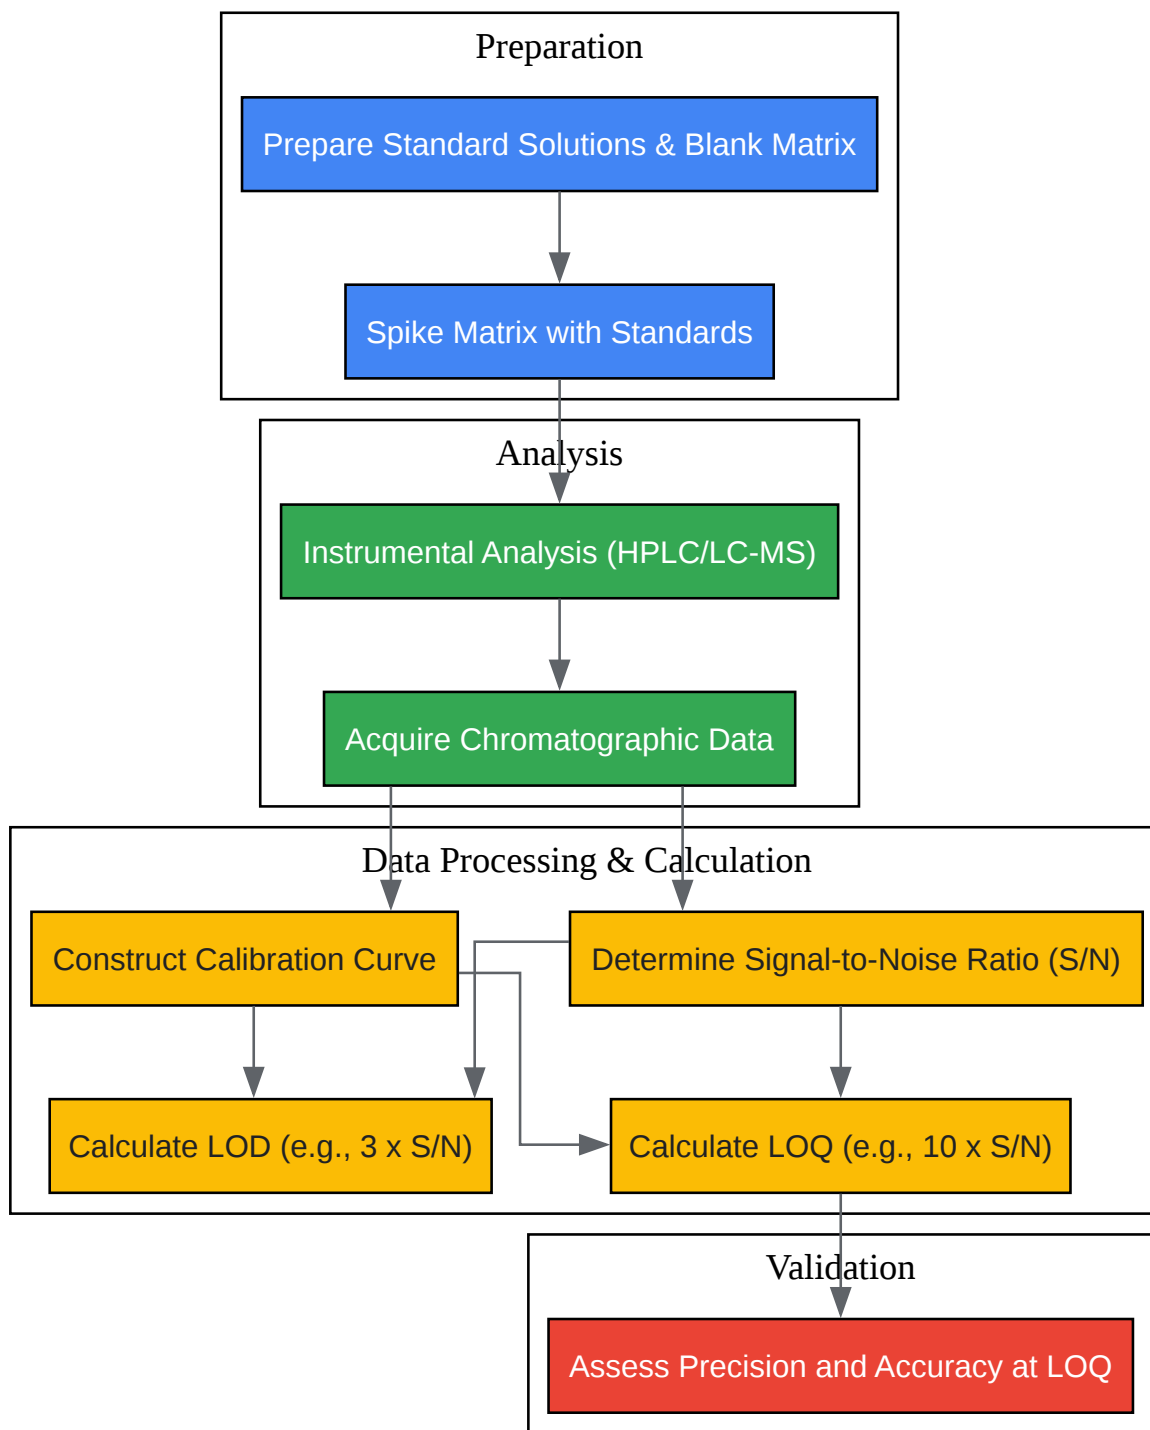 Preparation
Prepare Standard Solutions & Blank Matrix
Spike Matrix with Standards
Analysis
Instrumental Analysis (HPLC/LC-MS)
Acquire Chromatographic Data
Data Processing & Calculation
Construct Calibration Curve
Determine Signal-to-Noise Ratio (S/N)
Calculate LOD (e.g., 3 x S/N)
Calculate LOQ (e.g., 10 x S/N)
Validation
Assess Precision and Accuracy at LOQ